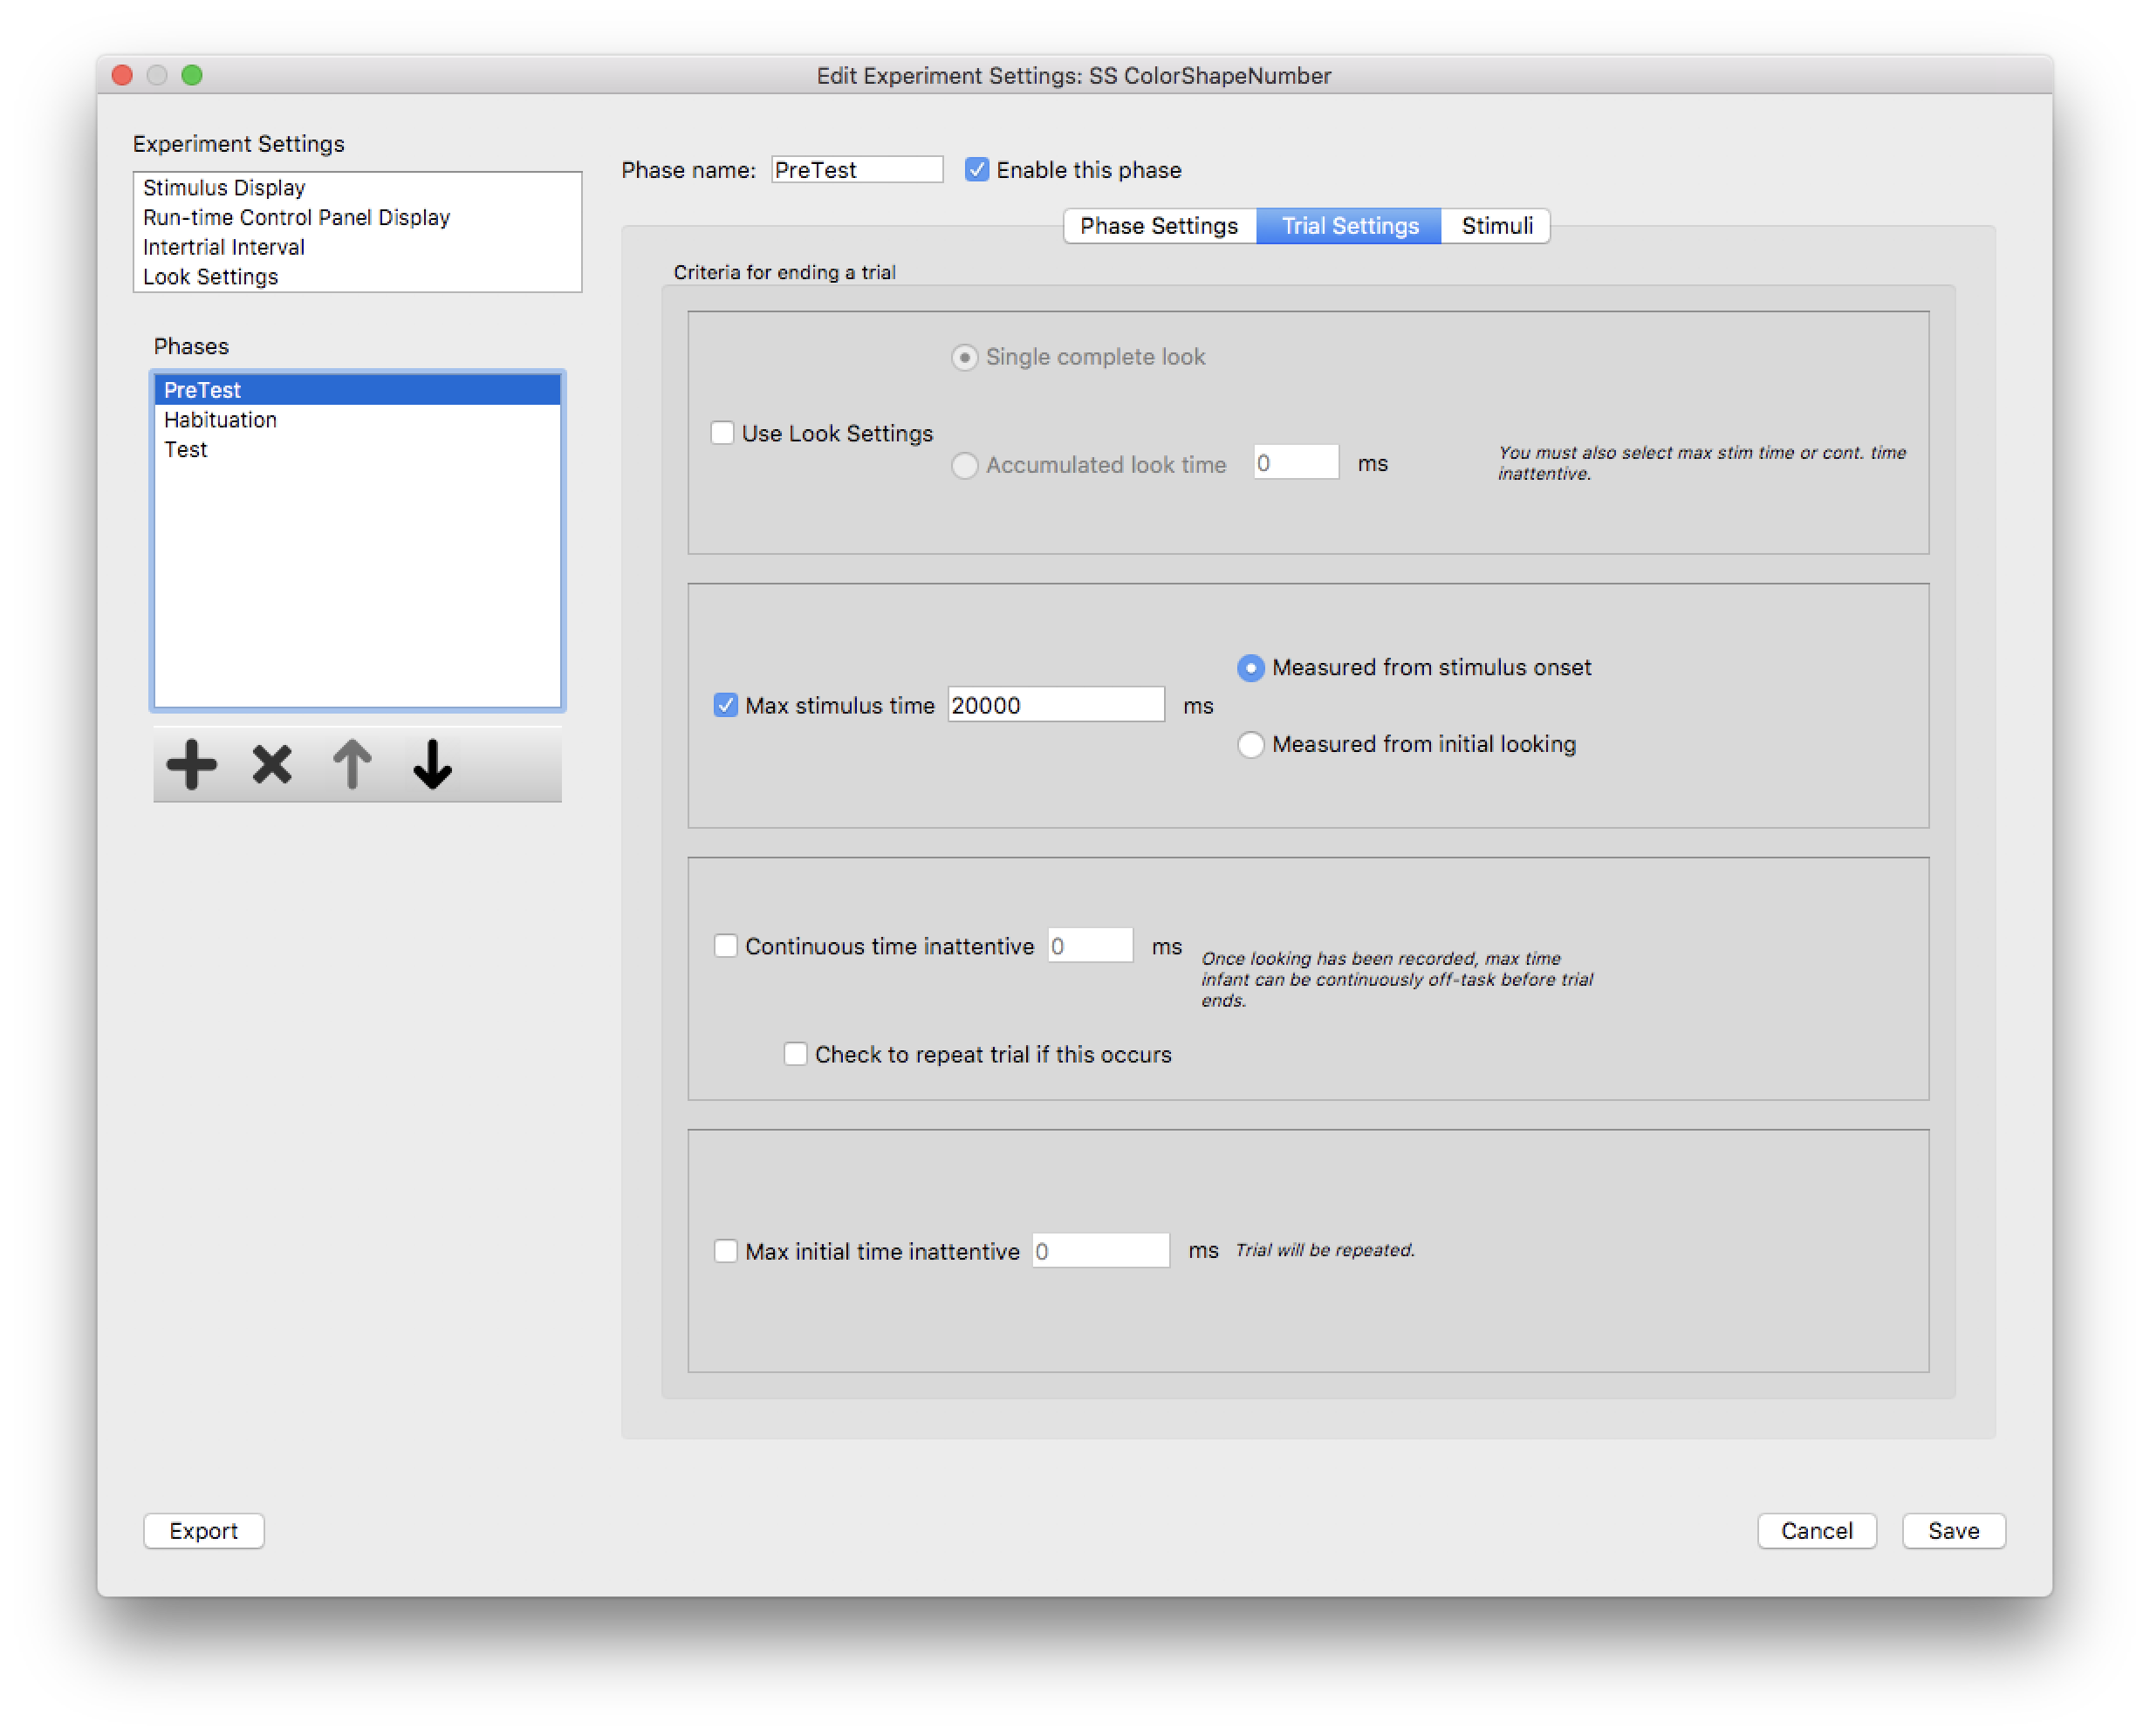 Edit Experiment Settings: SS ColorShapeNumber
Experiment Settings
Stimulus Display
Run-time Control Panel Display
Intertrial Interval
Look Settings
Phases
PreTest
Habituation
Test
Phase name: PreTest Enable this phase
Phase Settings Trial Settings Stimuli
Criteria for ending a trial
Single complete look
Use Look Settings
Accumulated look time 0 ms
You must also select max stim time or cont. time
inattentive.
Measured from stimulus onset
Max stimulus time 20000 ms
Measured from initial looking
Continuous time inattentive 0 ms
Once looking has been recorded, max time
infant can be continuously off-task before trial
ends.
Check to repeat trial if this occurs
Max initial time inattentive 0 ms Trial will be repeated.
Export Cancel Save